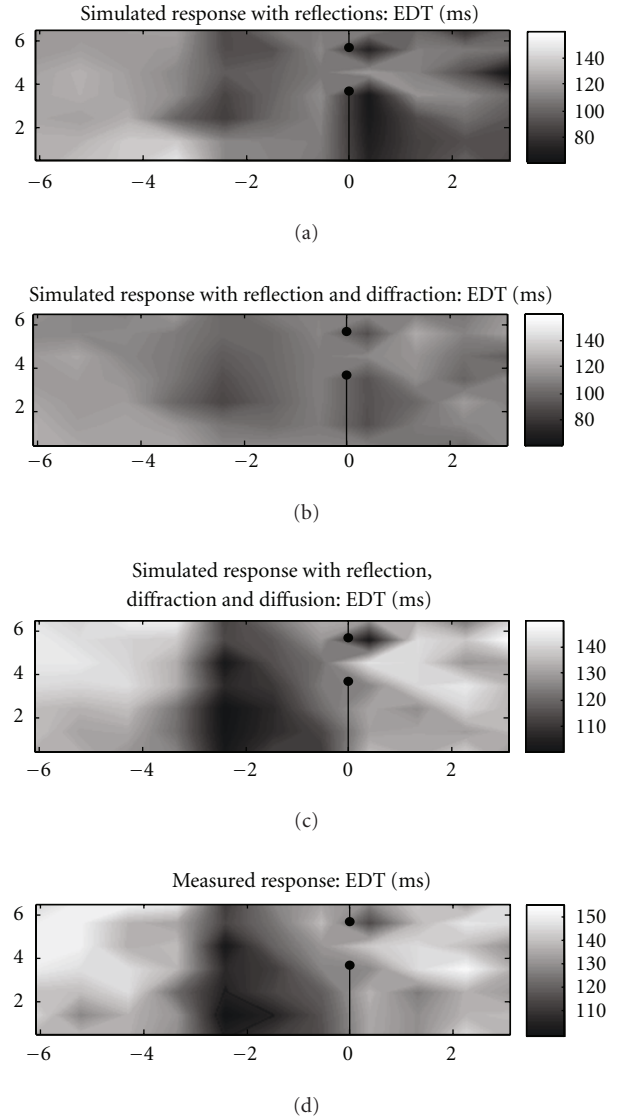 Simulated response with reflections: EDT (ms)
6
4
2
−6 −4 −2 0 2
140
120
100
80
(a)
Simulated response with reflection and diffraction: EDT (ms)
6
4
2
−6 −4 −2 0 2
140
120
100
80
(b)
Simulated response with reflection,
diffraction and diffusion: EDT (ms)
6
4
2
−6 −4 −2 0 2
140
130
120
110
(c)
Measured response: EDT (ms)
6
4
2
−6 −4 −2 0 2
150
140
130
120
110
(d)